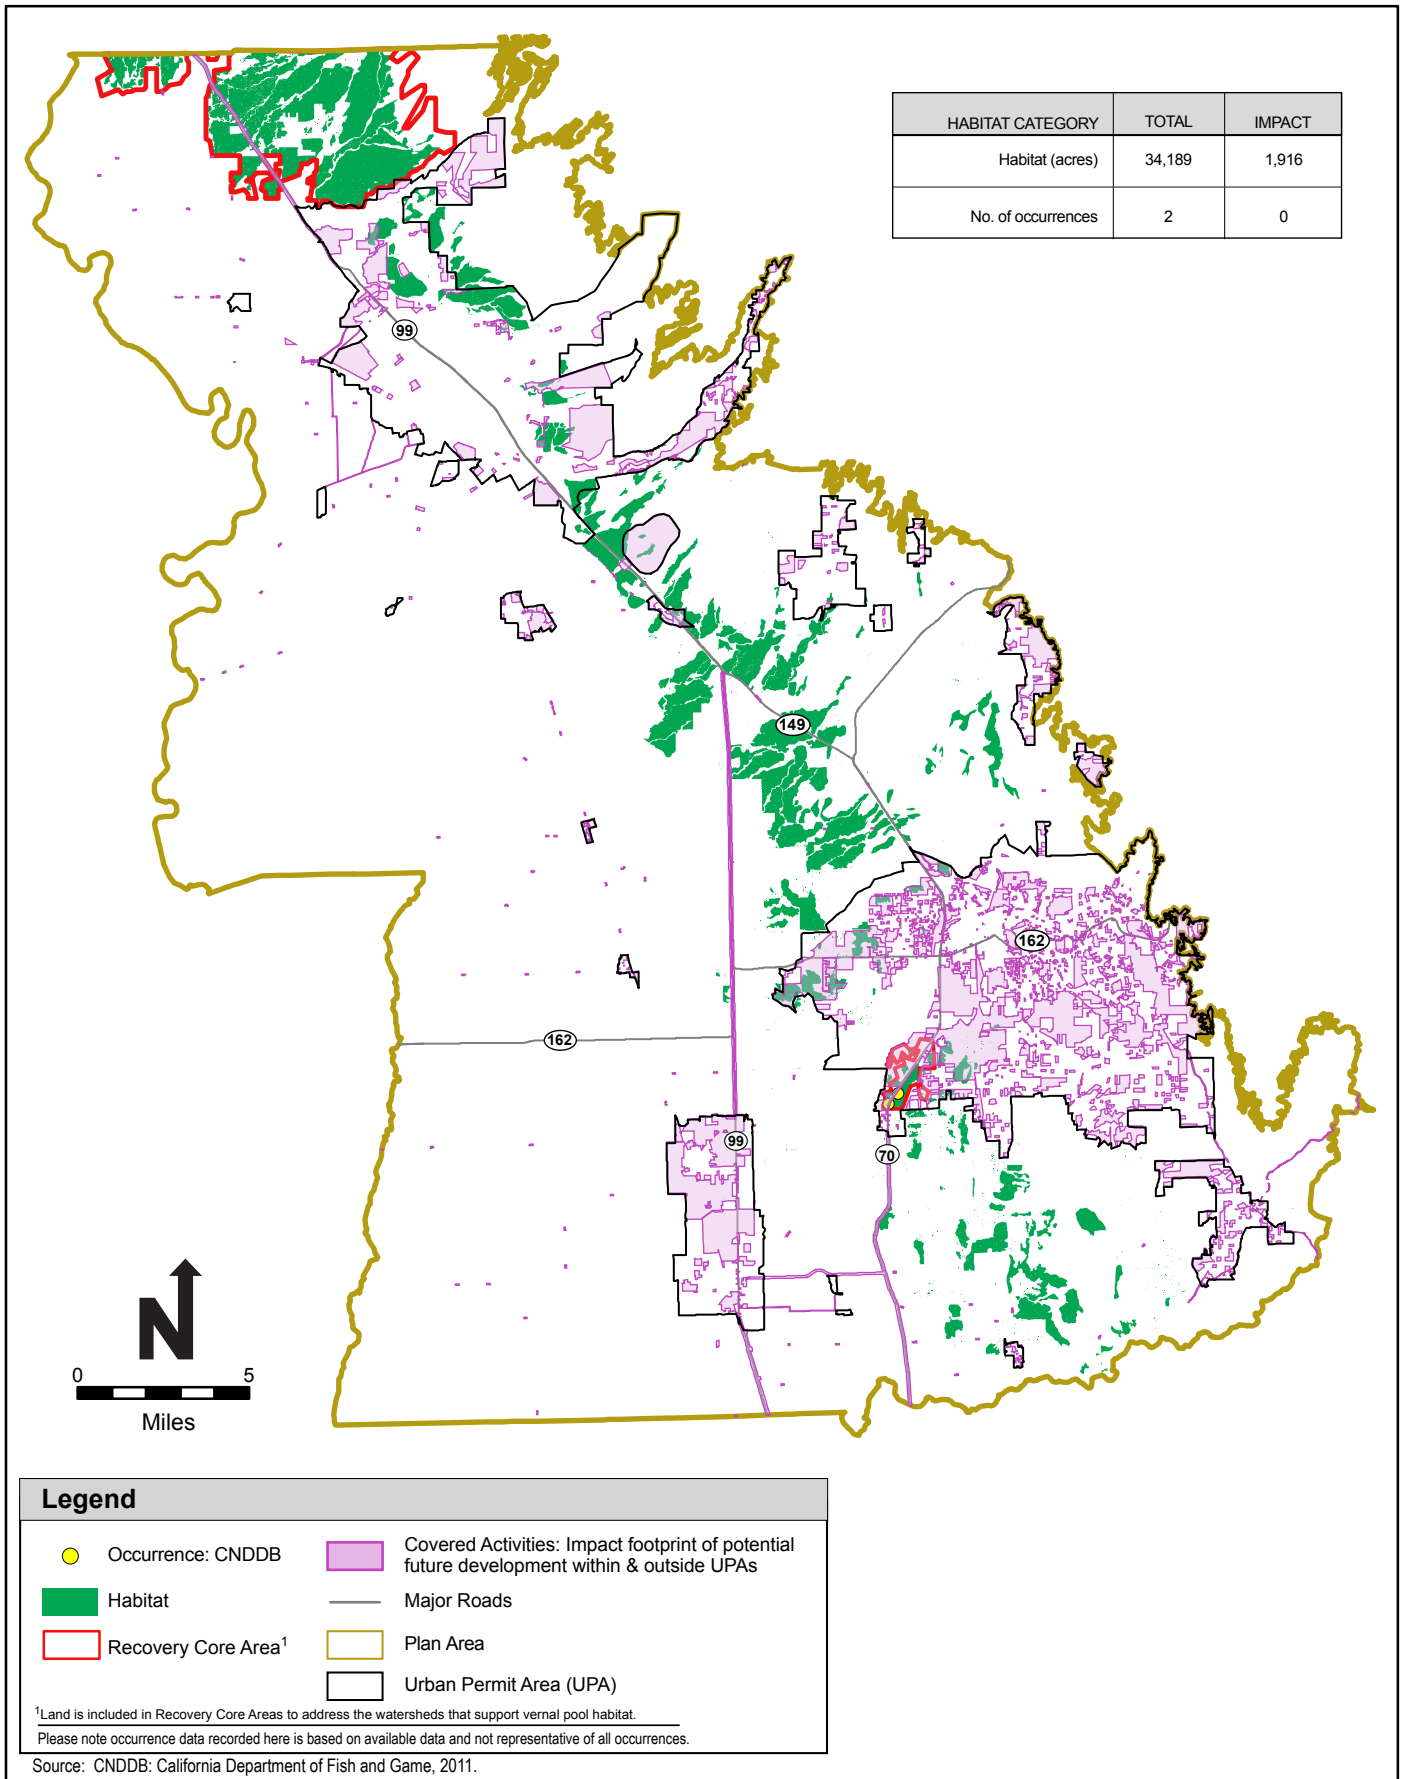 HABITAT CATEGORY TOTAL IMPACT
Habitat (acres) 34,189 1,916
No. of occurrences 2 0
99
149
162
162
99
70
N
0 5
Miles
Legend
Occurrence: CNDDB
Habitat
Recovery Core Area1
Covered Activities: Impact footprint of potential
future development within & outside UPAs
Major Roads
Plan Area
Urban Permit Area (UPA)
1Land is included in Recovery Core Areas to address the watersheds that support vernal pool habitat.
Please note occurrence data recorded here is based on available data and not representative of all occurrences.
Source: CNDDB: California Department of Fish and Game, 2011.